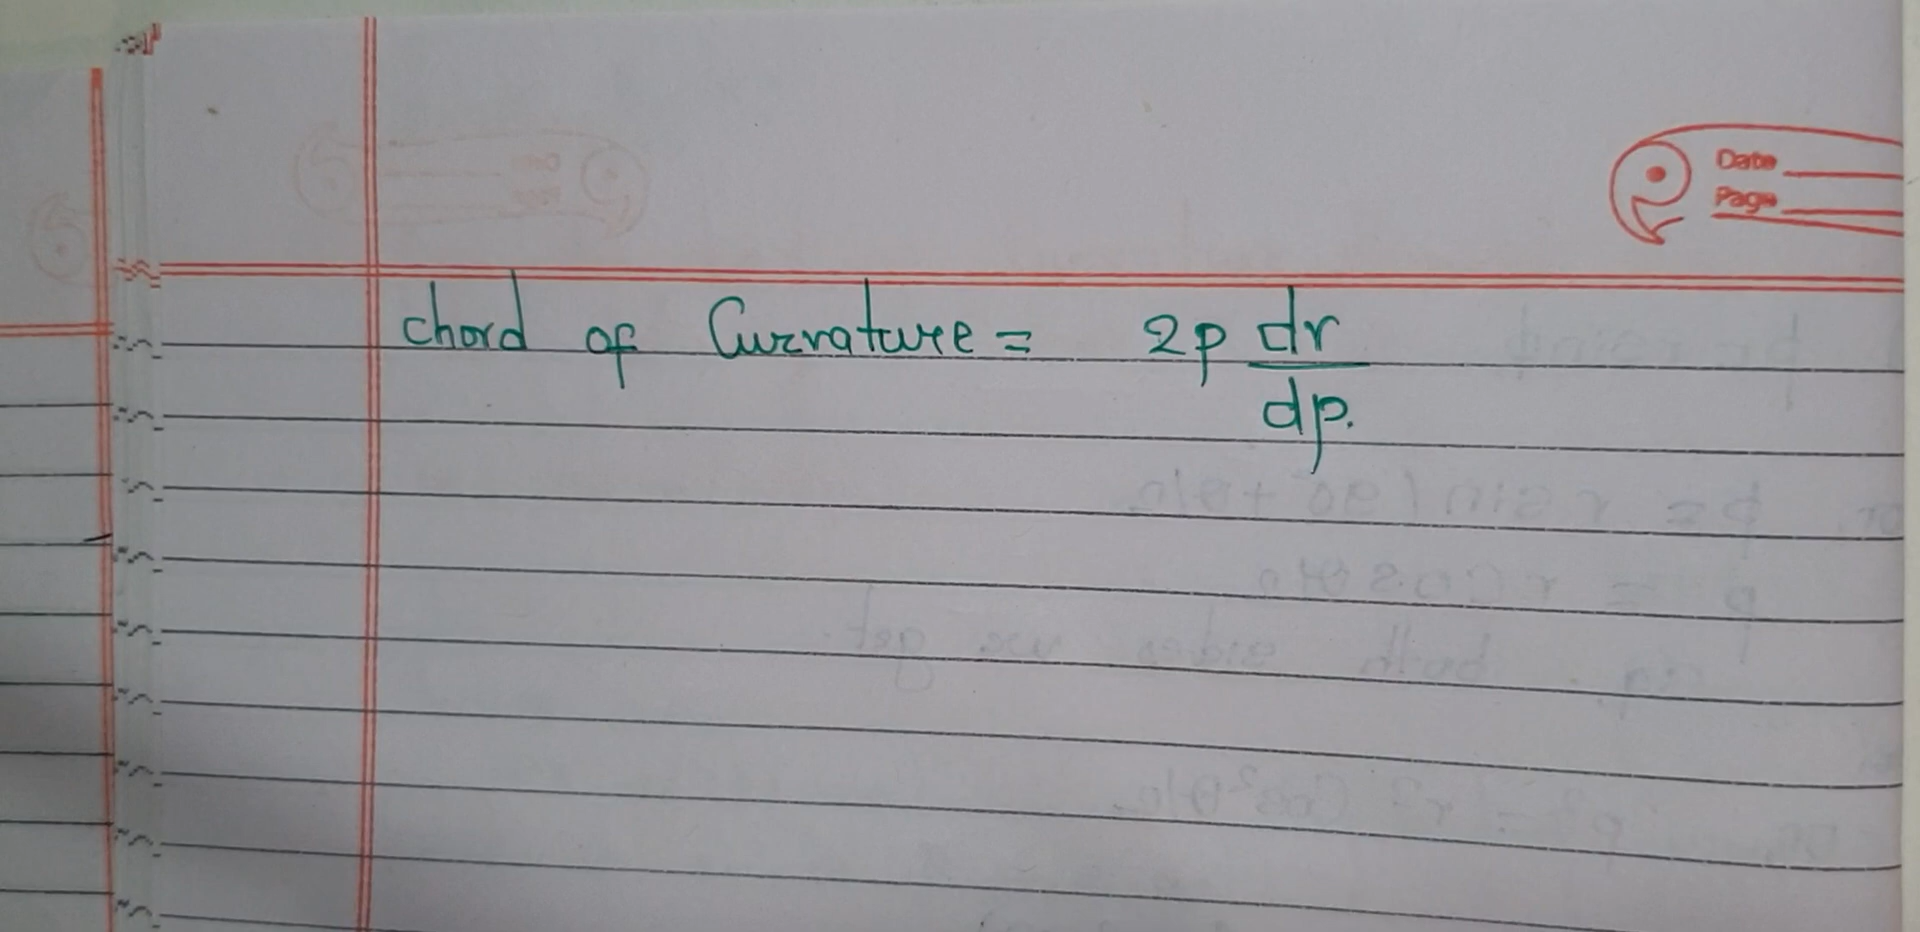 Date
Page
chord of Curvature = 2p dr
dp.